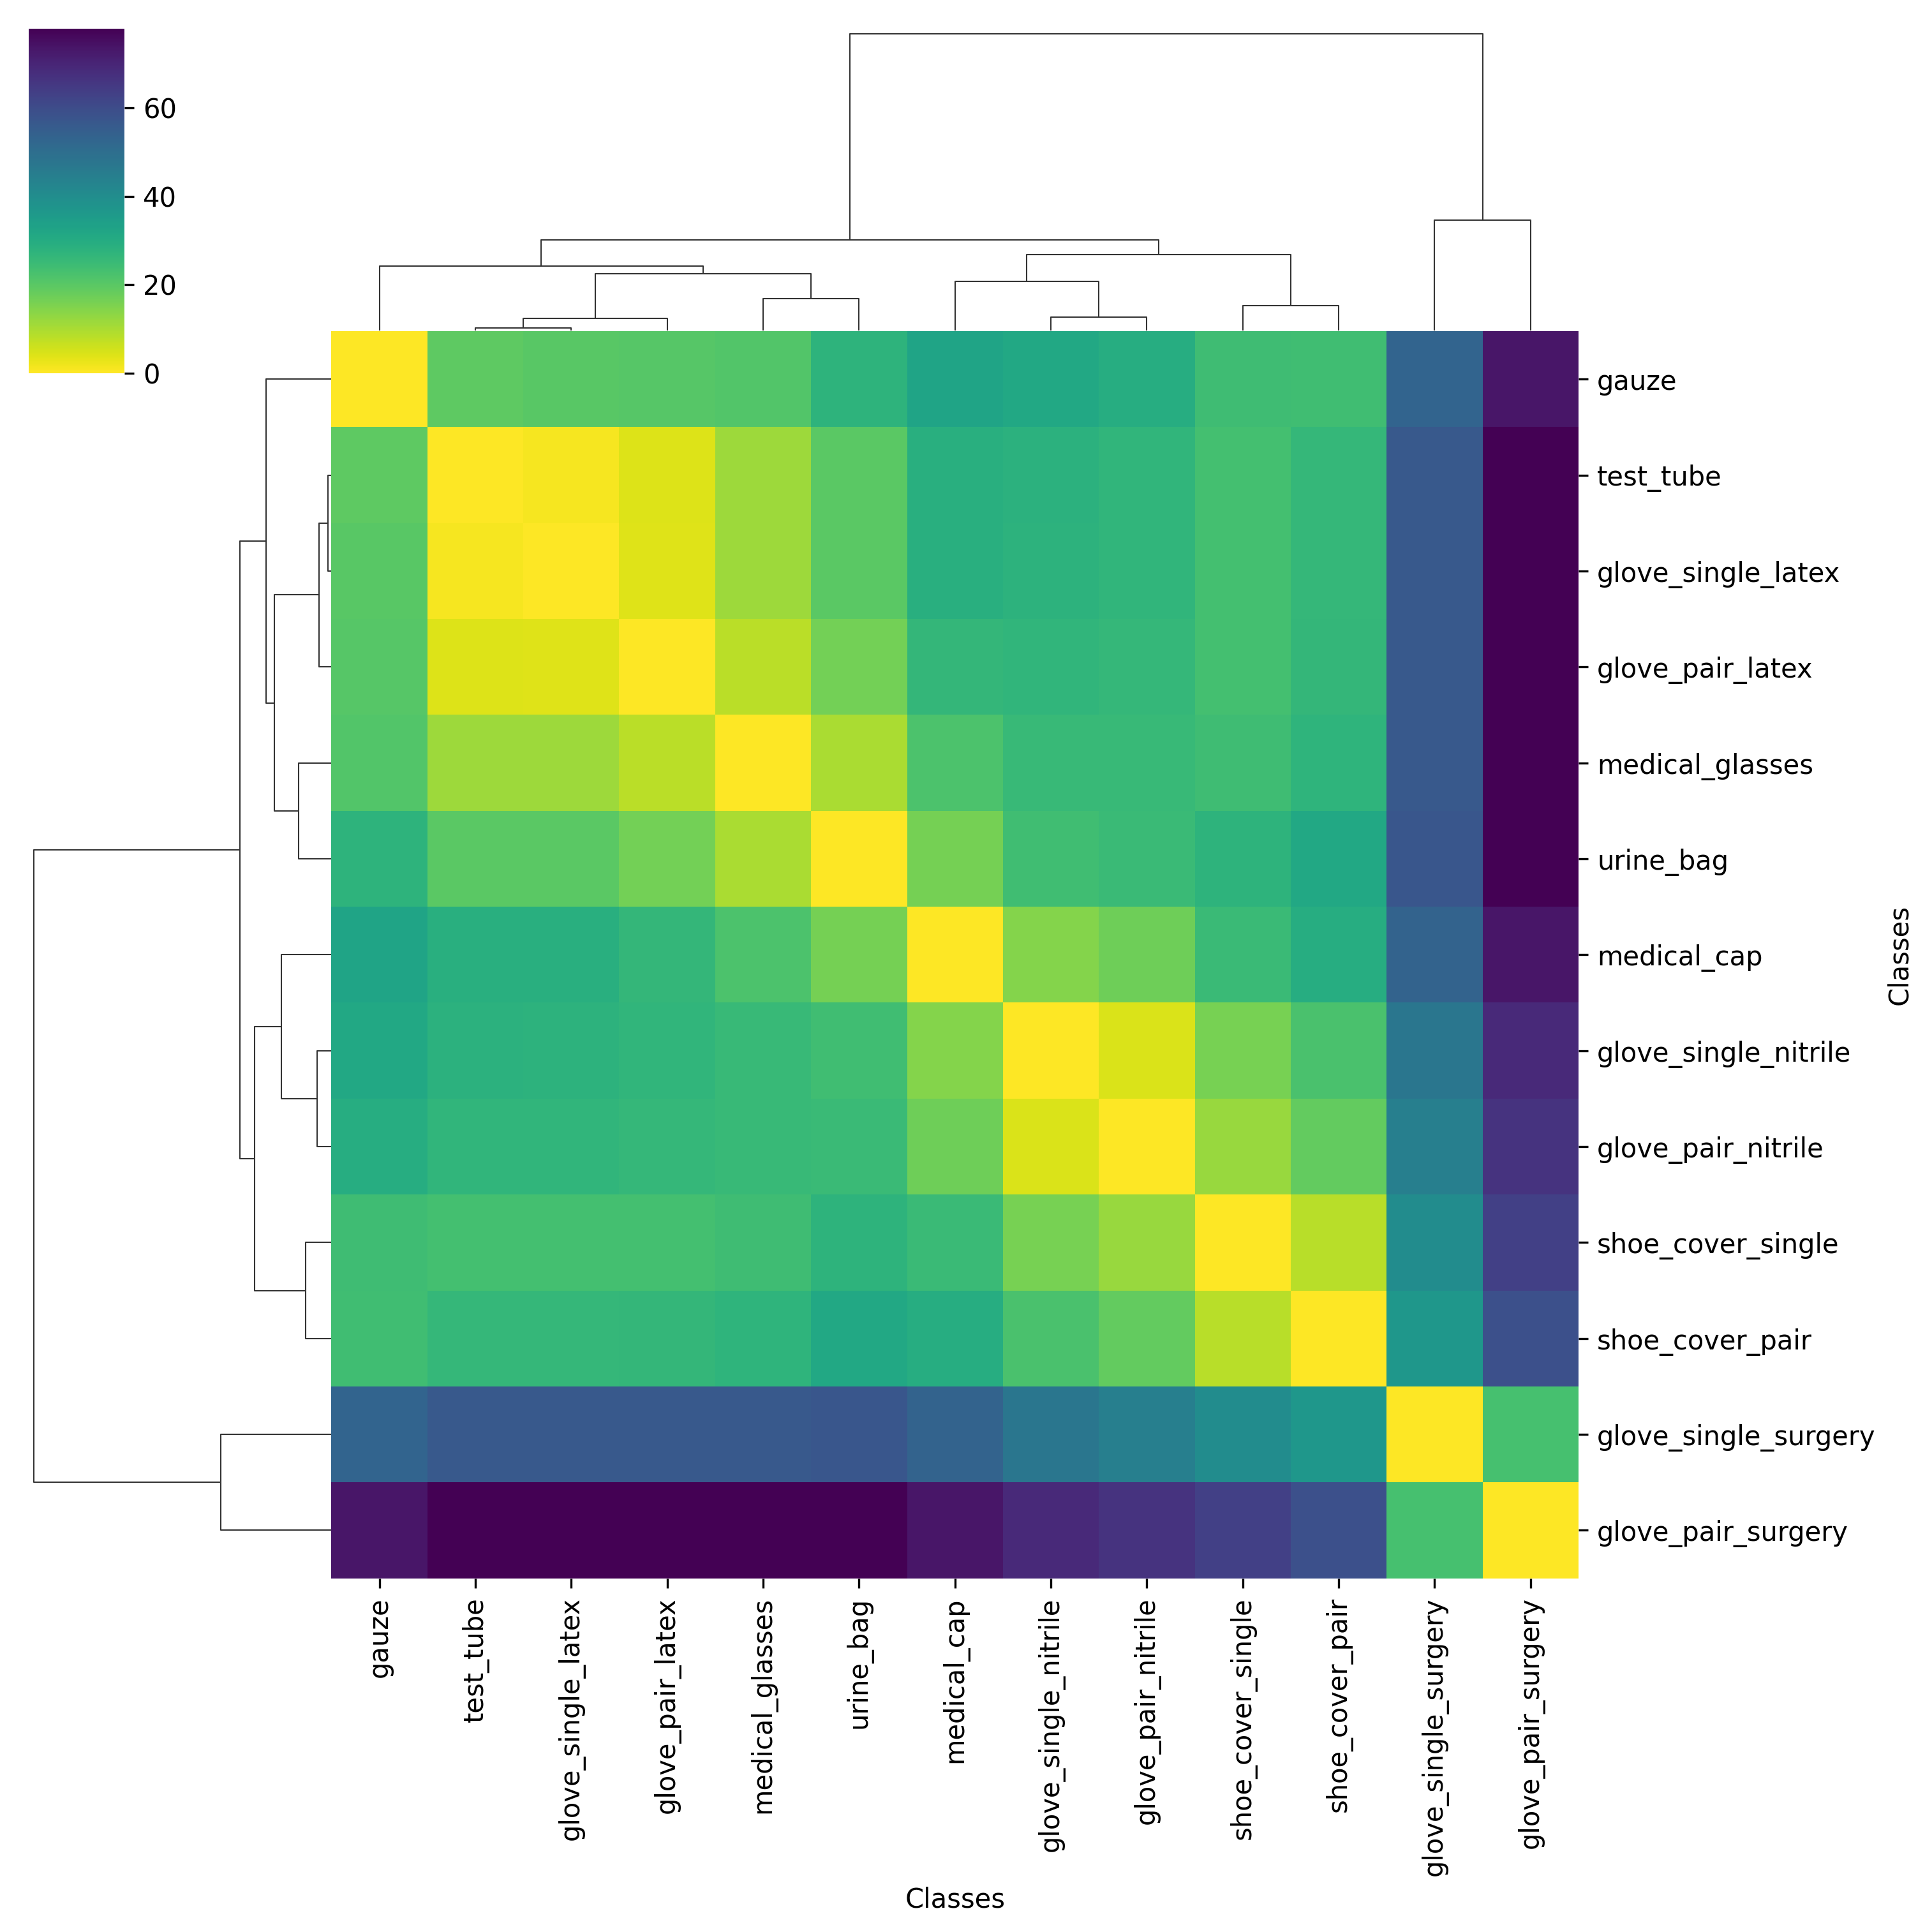 60
40
20
0
gauze
test_tube
glove_single_latex
glove_pair_latex
medical_glasses
urine_bag
medical_cap
glove_single_nitrile
glove_pair_nitrile
shoe_cover_single
shoe_cover_pair
glove_single_surgery
glove_pair_surgery
Classes
gauze
test_tube
glove_single_latex
glove_pair_latex
medical_glasses
urine_bag
medical_cap
glove_single_nitrile
glove_pair_nitrile
shoe_cover_single
shoe_cover_pair
glove_single_surgery
glove_pair_surgery
Classes